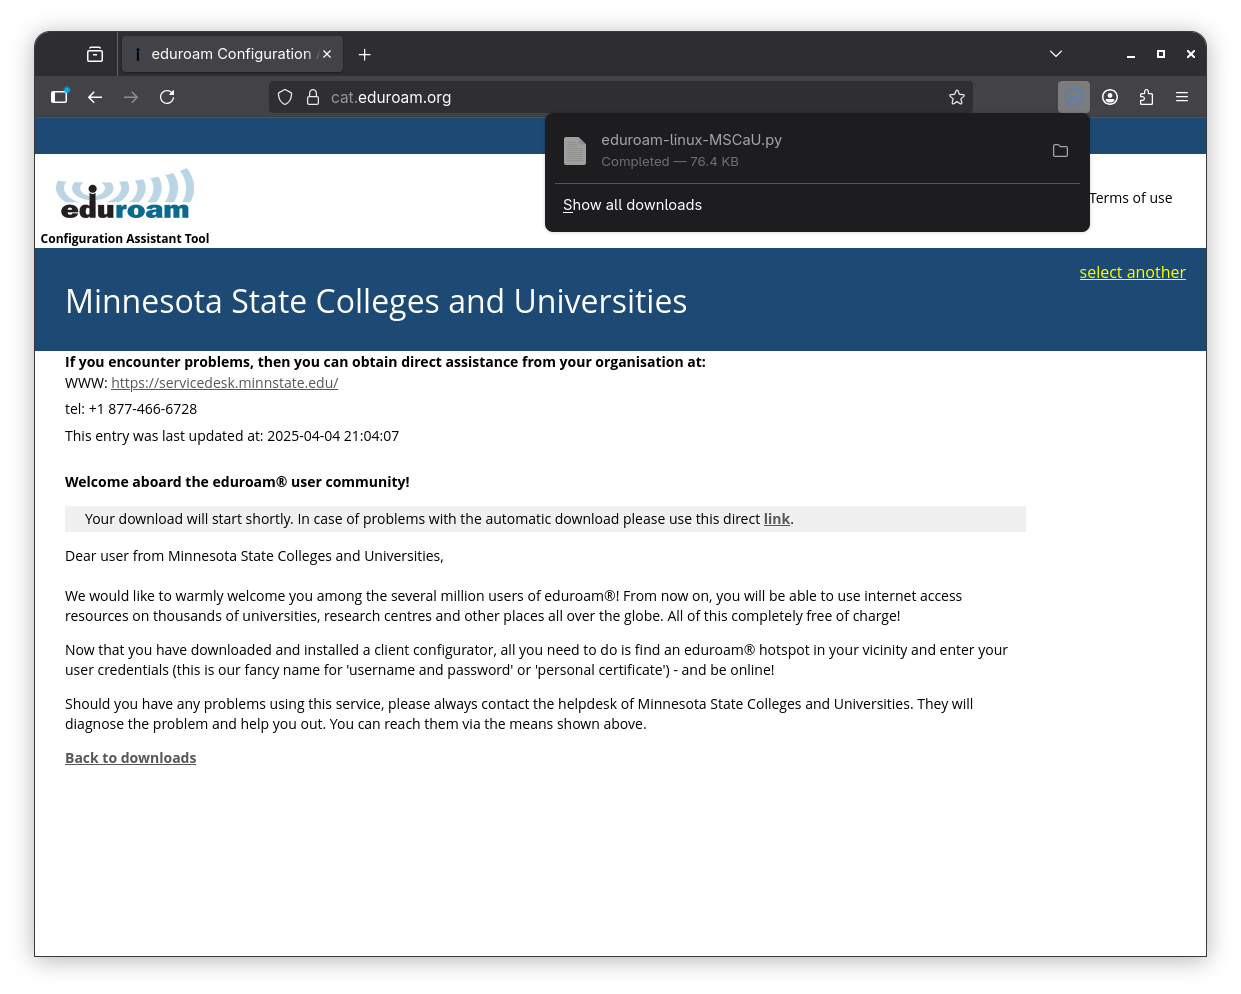 eduroam Configuration
cat.eduroam.org
eduroam-linux-MSCaU.py
Completed — 76.4 KB
Show all downloads
eduroam
Configuration Assistant Tool
Terms of use
select another
Minnesota State Colleges and Universities
If you encounter problems, then you can obtain direct assistance from your organisation at:
WWW: https://servicedesk.minnstate.edu/
tel: +1 877-466-6728
This entry was last updated at: 2025-04-04 21:04:07
Welcome aboard the eduroam® user community!
Your download will start shortly. In case of problems with the automatic download please use this direct link.
Dear user from Minnesota State Colleges and Universities,
We would like to warmly welcome you among the several million users of eduroam®! From now on, you will be able to use internet access
resources on thousands of universities, research centres and other places all over the globe. All of this completely free of charge!
Now that you have downloaded and installed a client configurator, all you need to do is find an eduroam® hotspot in your vicinity and enter your
user credentials (this is our fancy name for 'username and password' or 'personal certificate') - and be online!
Should you have any problems using this service, please always contact the helpdesk of Minnesota State Colleges and Universities. They will
diagnose the problem and help you out. You can reach them via the means shown above.
Back to downloads